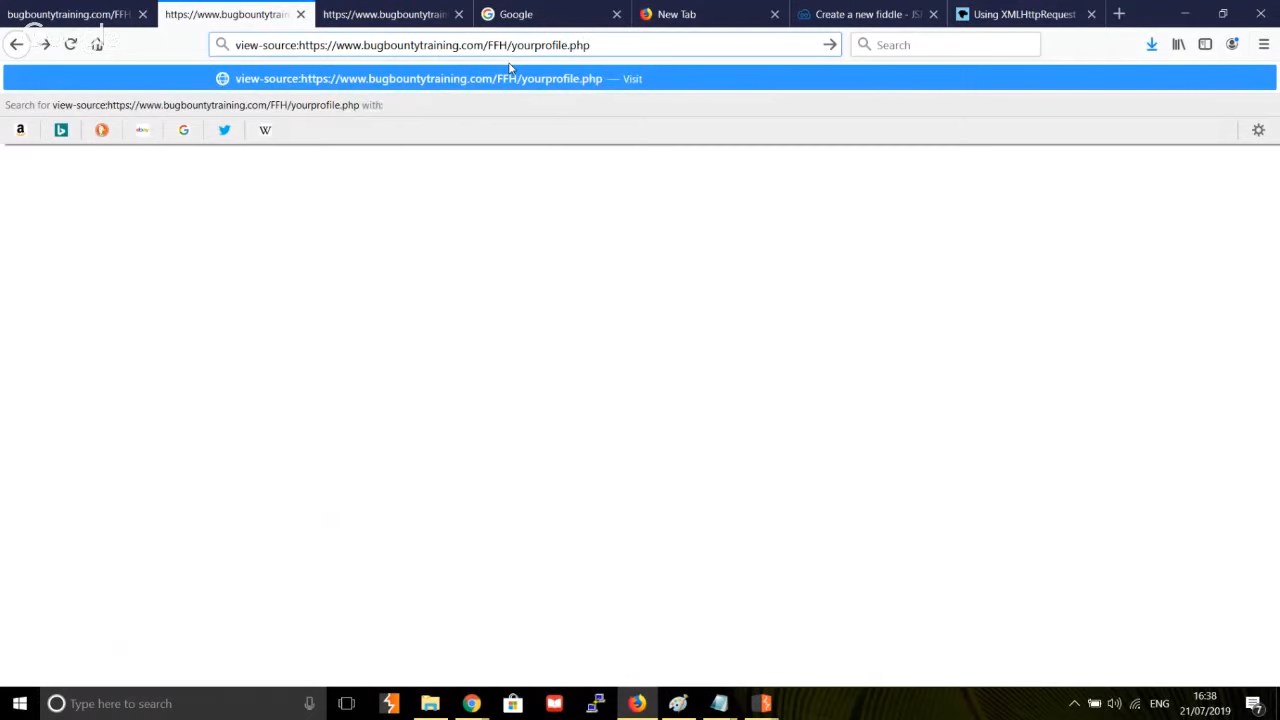 bugbountytraining.com/FFH
https://www.bugbountytrain
https://www.bugbountytrain
Google
New Tab
Create a new fiddle - JSF
Using XMLHttpRequest
view-source:https://www.bugbountytraining.com/FFH/yourprofile.php
Search
view-source:https://www.bugbountytraining.com/FFH/yourprofile.php — Visit
Search for view-source:https://www.bugbountytraining.com/FFH/yourprofile.php with:
a
b
ebay
G
W
Type here to search
ENG
16:38
21/07/2019
7